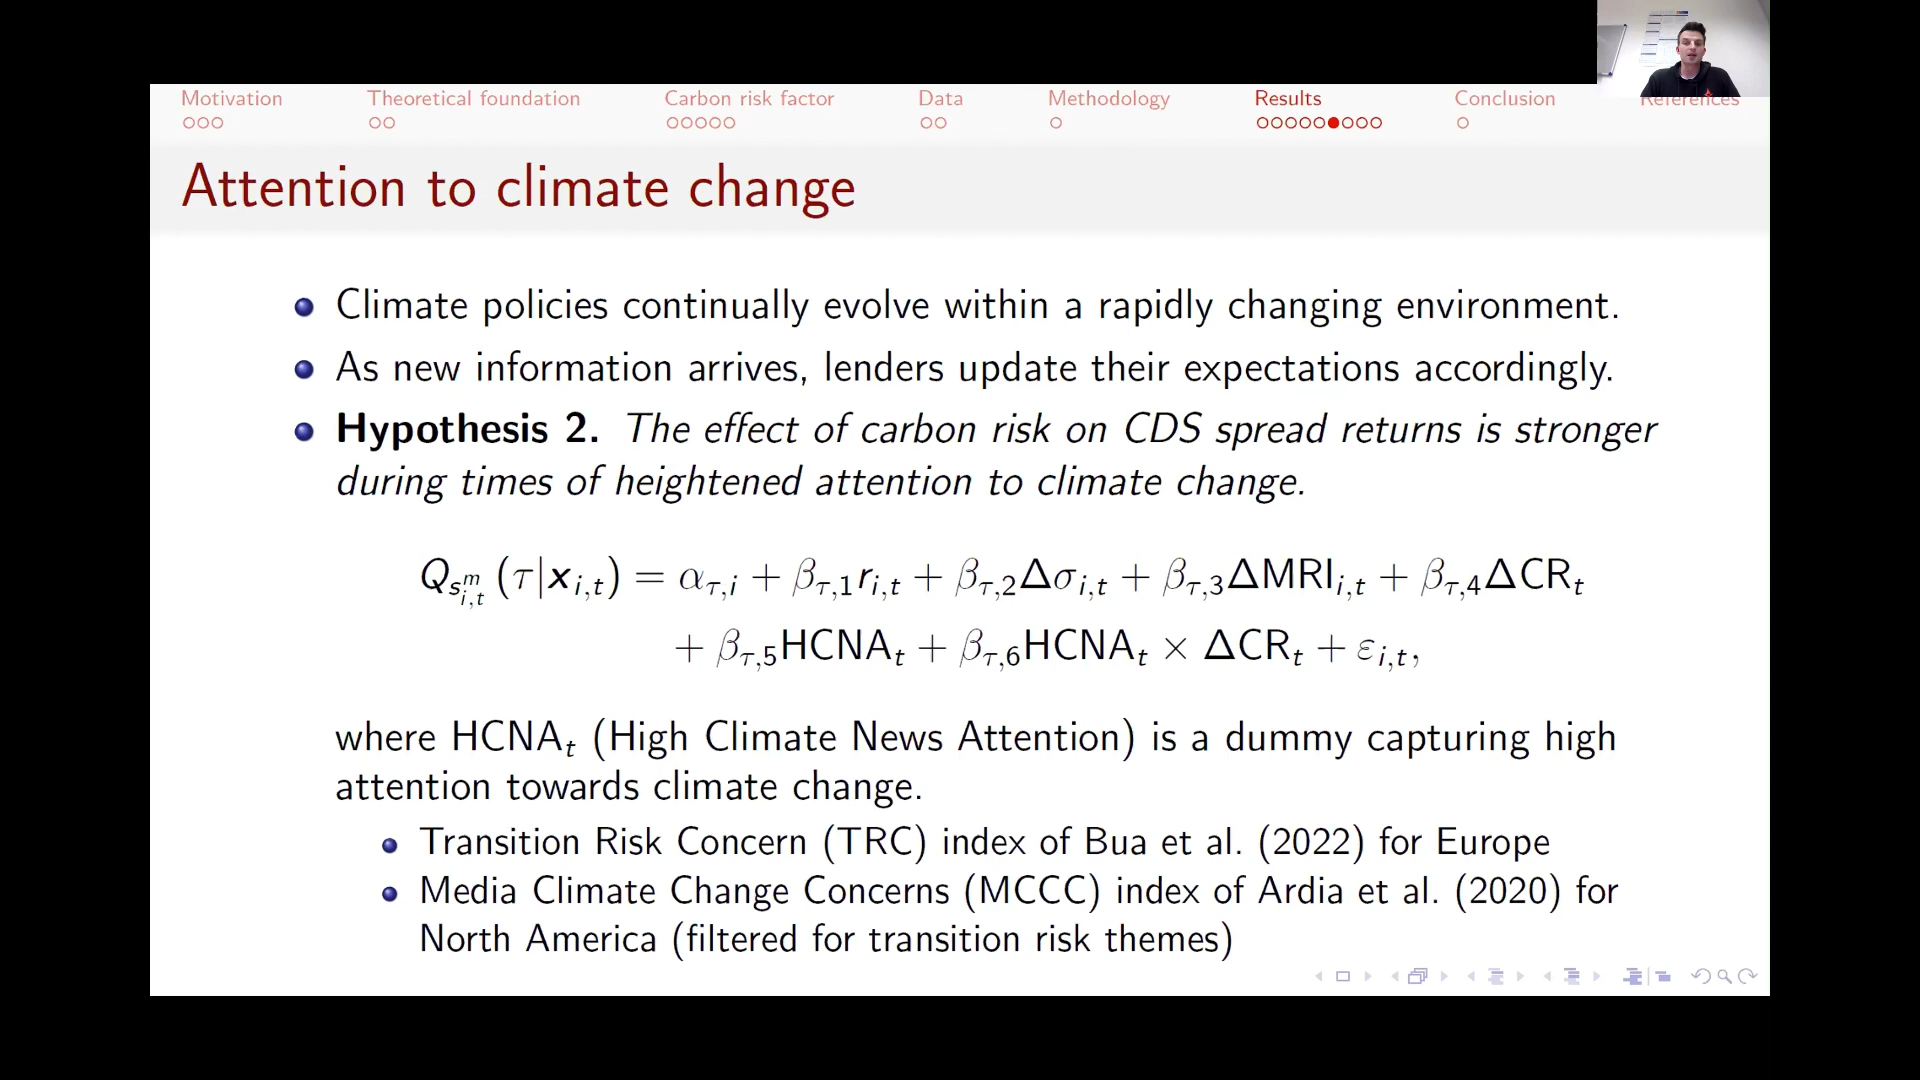 Motivation Theoretical foundation Carbon risk factor Data Methodology Results Conclusion References
Attention to climate change
Climate policies continually evolve within a rapidly changing environment.
As new information arrives, lenders update their expectations accordingly.
Hypothesis 2. The effect of carbon risk on CDS spread returns is stronger
during times of heightened attention to climate change.
Q_{s^m_{i,t}}(τ|x_{i,t}) = α_{τ,i} + β_{τ,1}r_{i,t} + β_{τ,2}Δσ_{i,t} + β_{τ,3}ΔMRI_{i,t} + β_{τ,4}ΔCR_t
+ β_{τ,5}HCNA_t + β_{τ,6}HCNA_t × ΔCR_t + ε_{i,t},
where HCNA_t (High Climate News Attention) is a dummy capturing high
attention towards climate change.
Transition Risk Concern (TRC) index of Bua et al. (2022) for Europe
Media Climate Change Concerns (MCCC) index of Ardia et al. (2020) for
North America (filtered for transition risk themes)